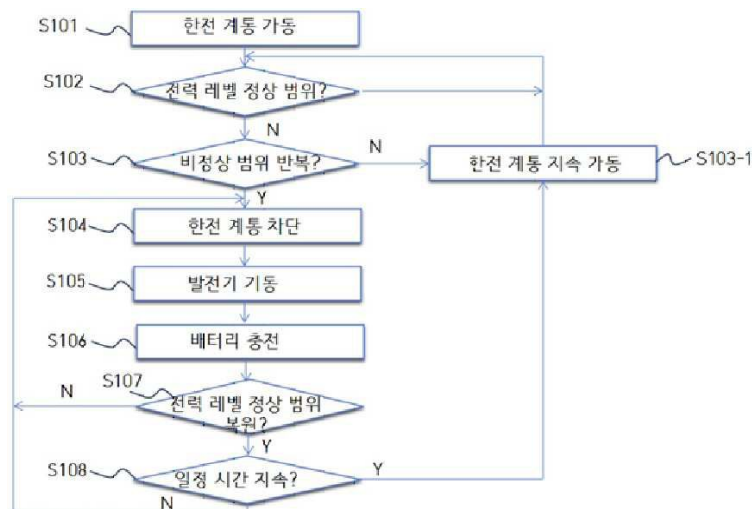 S101
한전 계통 가동
S102
전력 레벨 정상 범위?
N
S103
비정상 범위 반복?
N
한전 계통 지속 가동
S103-1
Y
S104
한전 계통 차단
S105
발전기 기동
S106
배터리 충전
S107
N
전력 레벨 정상 범위
복원?
Y
S108
일정 시간 지속?
Y
N